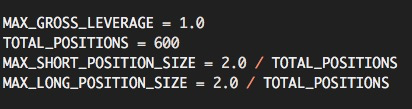 MAX_GROSS_LEVERAGE = 1.0
TOTAL_POSITIONS = 600
MAX_SHORT_POSITION_SIZE = 2.0 / TOTAL_POSITIONS
MAX_LONG_POSITION_SIZE = 2.0 / TOTAL_POSITIONS